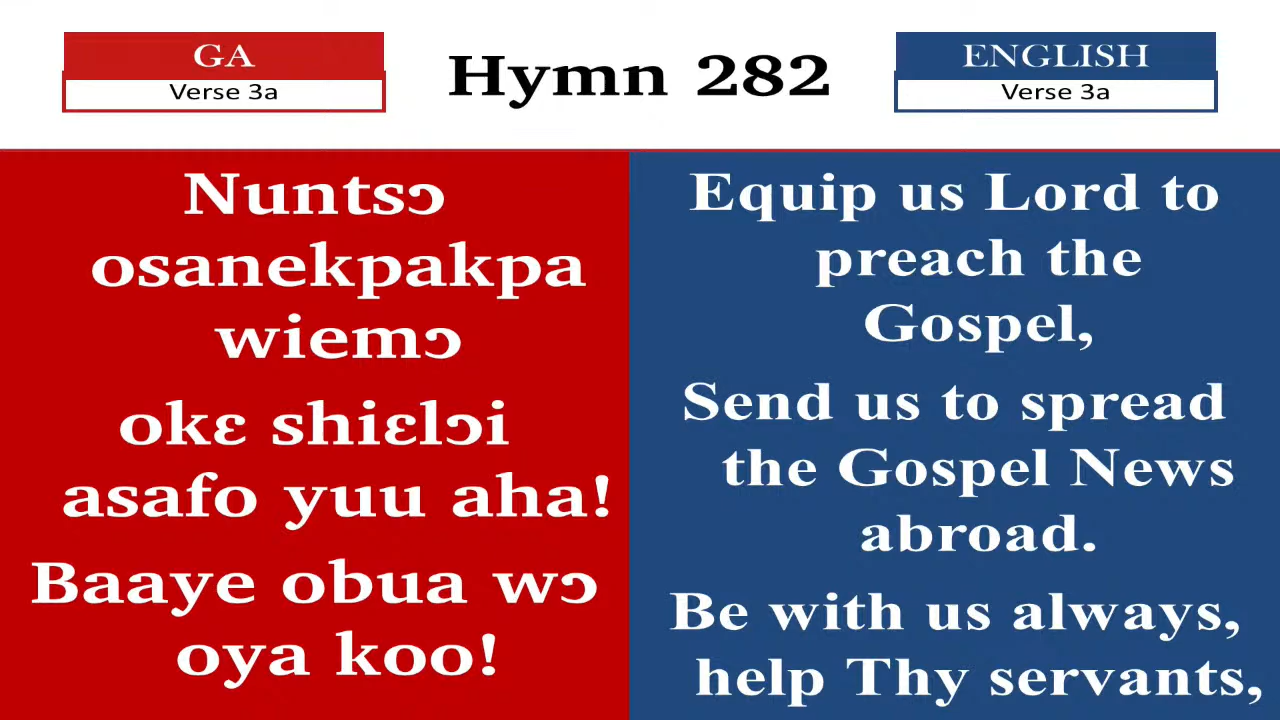 GA
Verse 3a
Hymn 282
ENGLISH
Verse 3a
Nuntsɔ
osanekpakpa
wiemɔ
okɛ shiɛlɔi
asafo yuu aha!
Baaye obua wɔ
oya koo!
Equip us Lord to
preach the
Gospel,
Send us to spread
the Gospel News
abroad.
Be with us always,
help Thy servants,